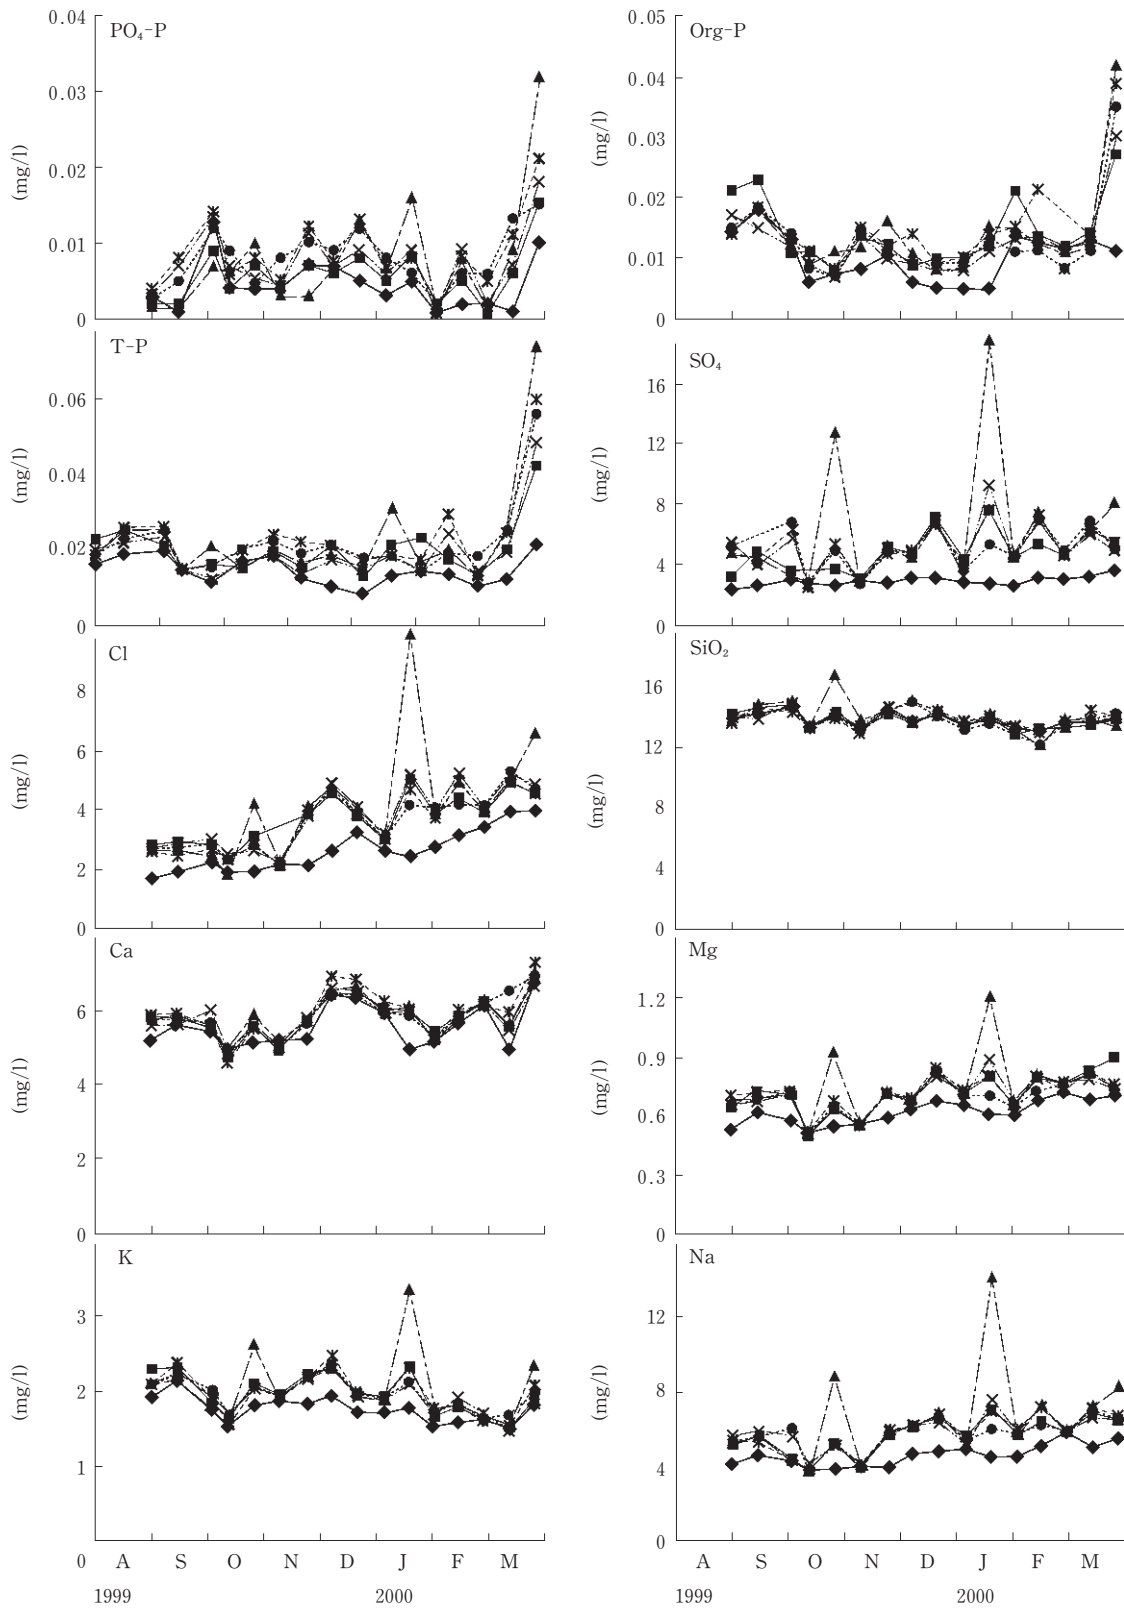 PO₄-P
0.04
0.03
0.02
0.01
0
(mg/l)
Org-P
0.05
0.04
0.03
0.02
0.01
0
(mg/l)
T-P
0.06
0.04
0.02
0
(mg/l)
SO₄
16
12
8
4
0
(mg/l)
Cl
8
6
4
2
0
(mg/l)
SiO₂
16
12
8
4
0
(mg/l)
Ca
6
4
2
0
(mg/l)
Mg
1.2
0.9
0.6
0.3
0
(mg/l)
K
3
2
1
0
(mg/l)
A S O N D J F M
1999 2000
Na
12
8
4
0
(mg/l)
A S O N D J F M
1999 2000